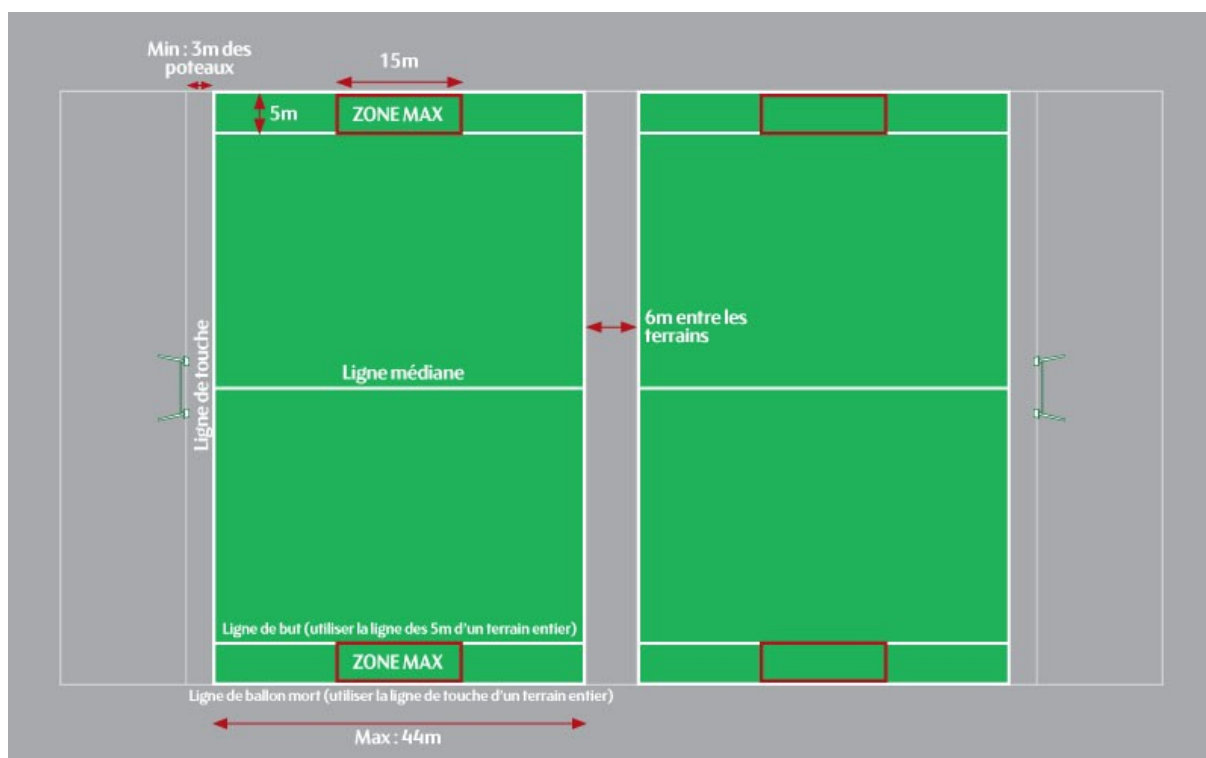 Min : 3m des
poteaux
15m
5m
ZONE MAX
Ligne de touche
6m entre les
terrains
Ligne médiane
Ligne de but (utiliser la ligne des 5m d'un terrain entier)
ZONE MAX
Ligne de ballon mort (utiliser la ligne de touche d'un terrain entier)
Max : 44m